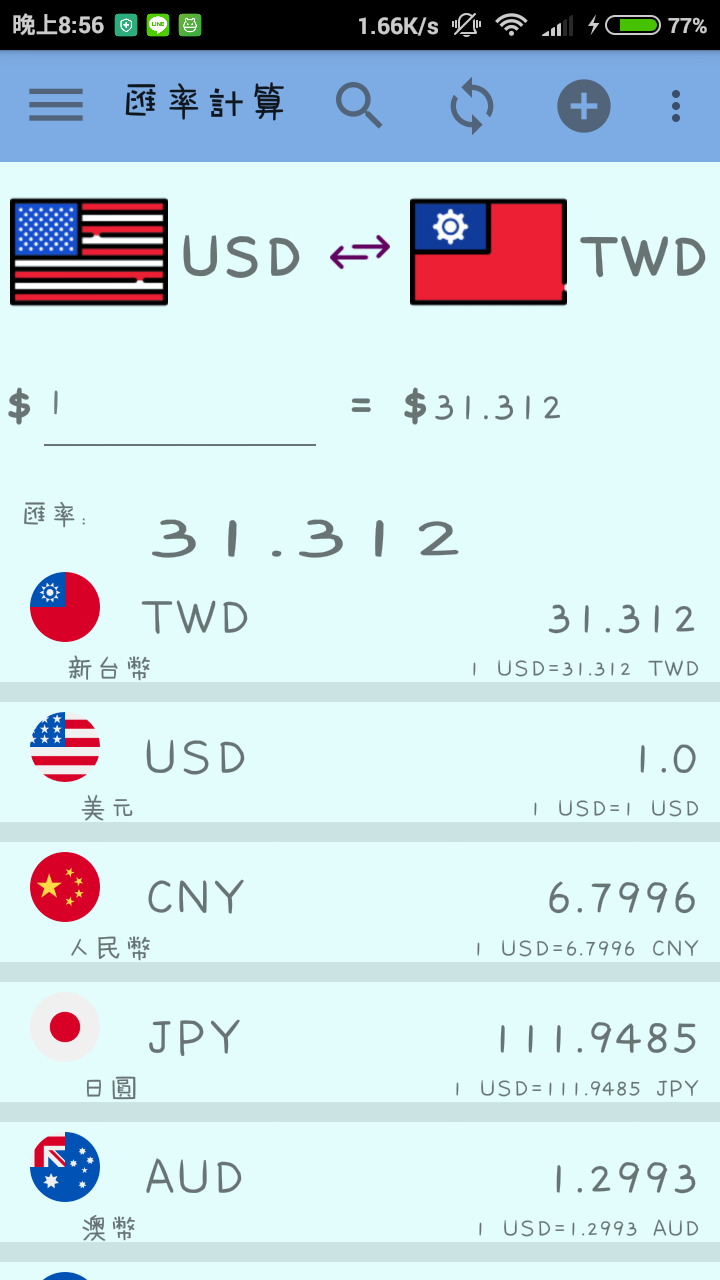 晚上8:56 LINE 1.66K/s 77%
匯率計算
USD TWD
$ 1 = $31.312
匯率: 31.312
TWD 31.312
新台幣 1 USD=31.312 TWD
USD 1.0
美元 1 USD=1 USD
CNY 6.7996
人民幣 1 USD=6.7996 CNY
JPY 111.9485
日圓 1 USD=111.9485 JPY
AUD 1.2993
澳幣 1 USD=1.2993 AUD